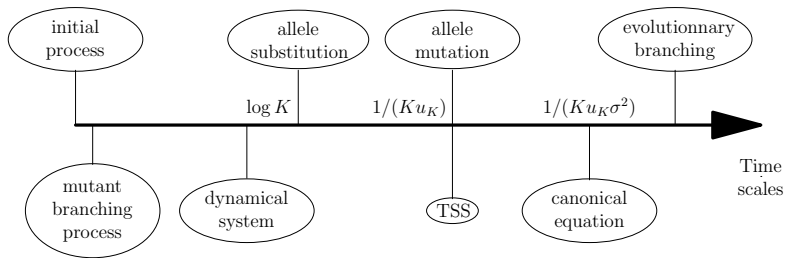 initial
process
allele
substitution
allele
mutation
evolutionnary
branching
log K
1/(Ku_K)
1/(Ku_Kσ²)
Time
scales
mutant
branching
process
dynamical
system
TSS
canonical
equation